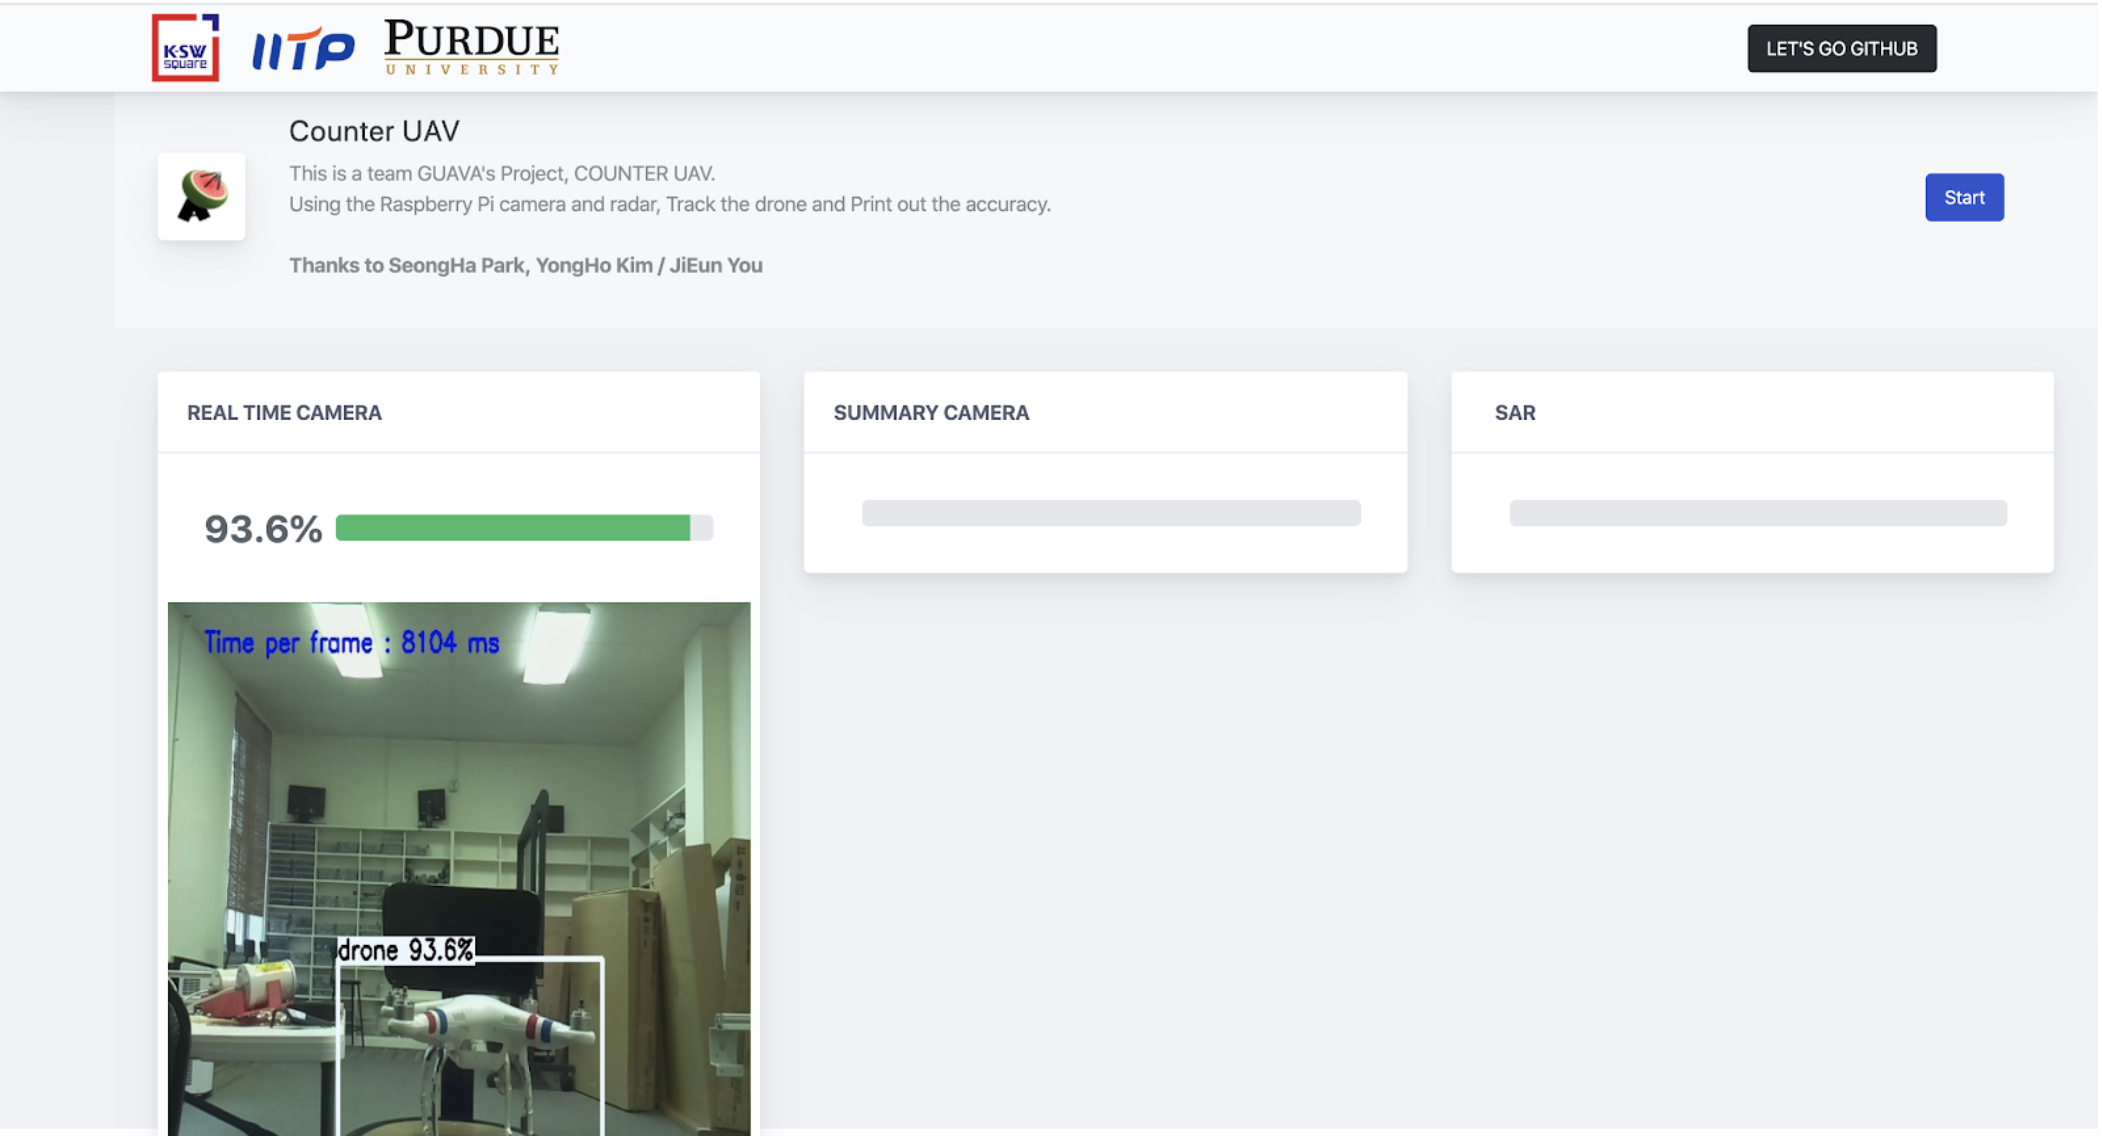 K-SW
square
IITP
PURDUE
UNIVERSITY
LET'S GO GITHUB
Counter UAV
This is a team GUAVA's Project, COUNTER UAV.
Using the Raspberry Pi camera and radar, Track the drone and Print out the accuracy.
Start
Thanks to SeongHa Park, YongHo Kim / JiEun You
REAL TIME CAMERA
93.6%
Time per frame : 8104 ms
drone 93.6%
SUMMARY CAMERA
SAR